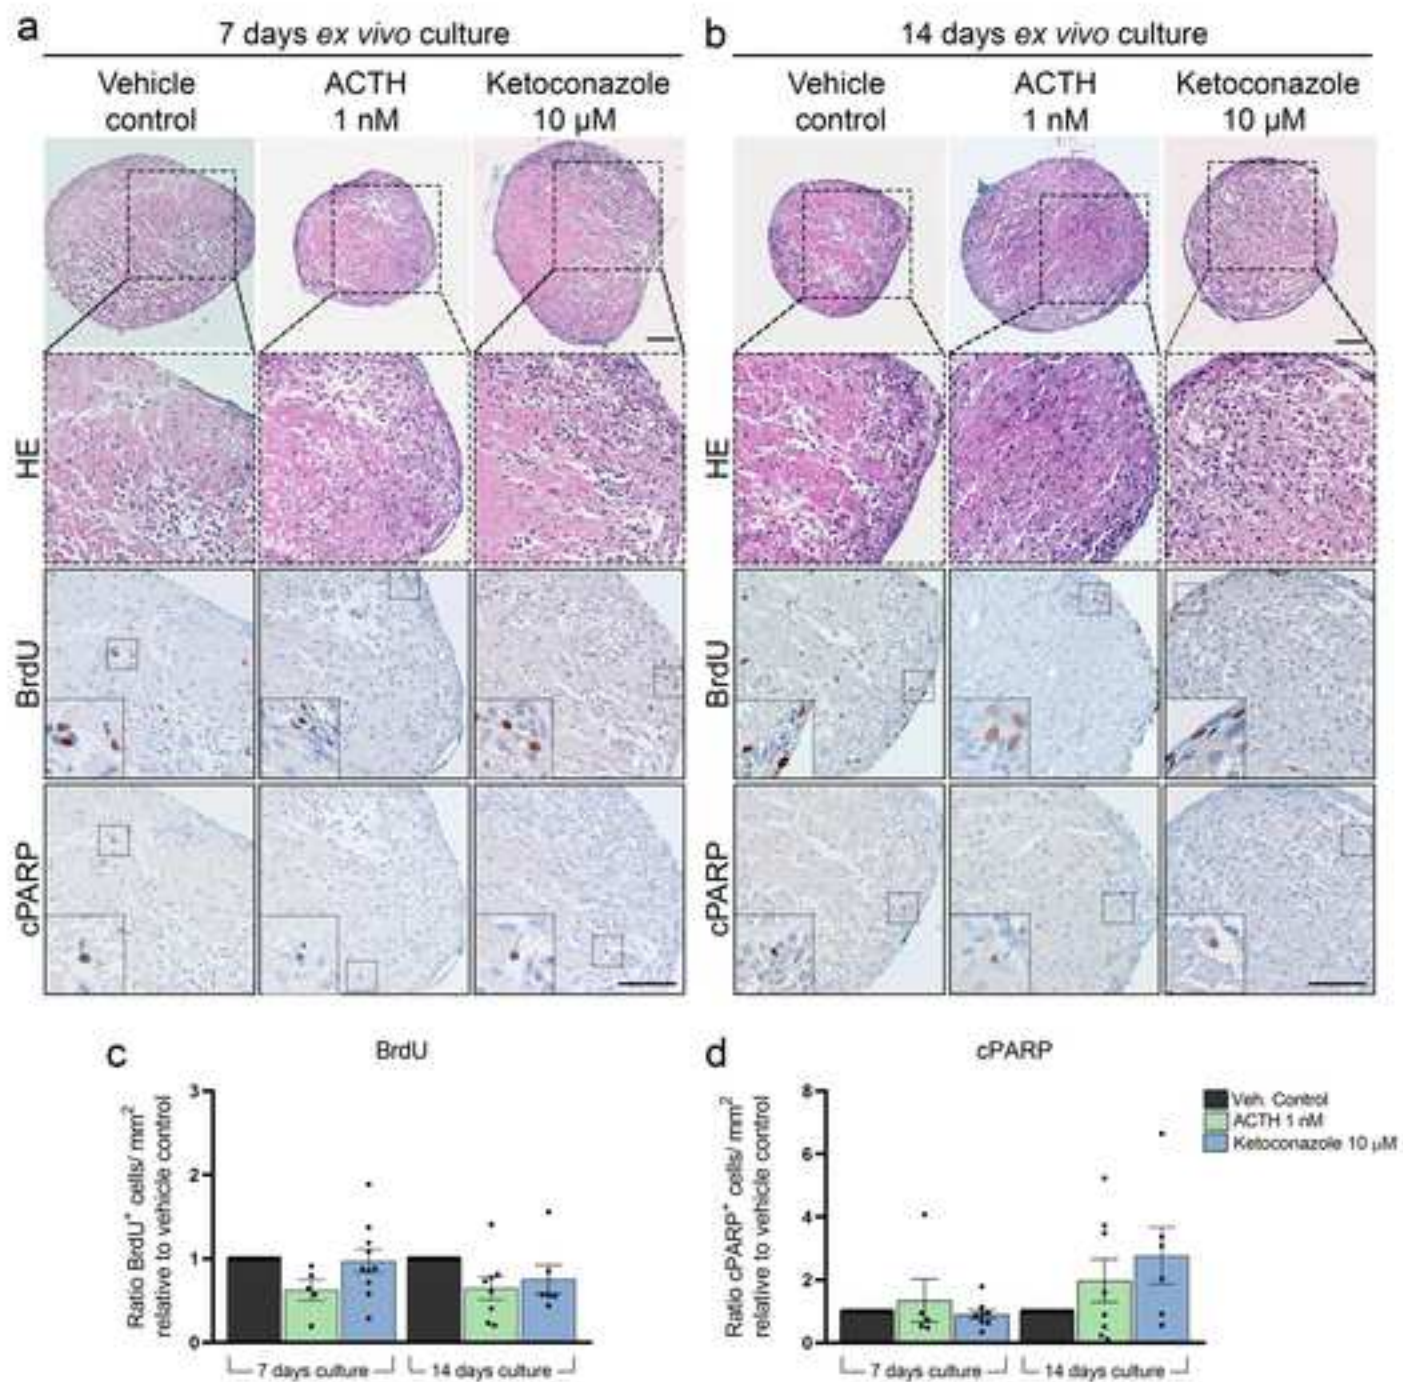 a
7 days ex vivo culture
Vehicle control
ACTH 1 nM
Ketoconazole 10 µM
b
14 days ex vivo culture
Vehicle control
ACTH 1 nM
Ketoconazole 10 µM
HE
HE
BrdU
BrdU
cPARP
cPARP
c
BrdU
Ratio BrdU⁺ cells/ mm²
relative to vehicle control
3
2
1
0
7 days culture
14 days culture
d
cPARP
Ratio cPARP⁺ cells/ mm²
relative to vehicle control
8
6
4
2
0
7 days culture
14 days culture
Veh. Control
ACTH 1 nM
Ketoconazole 10 µM